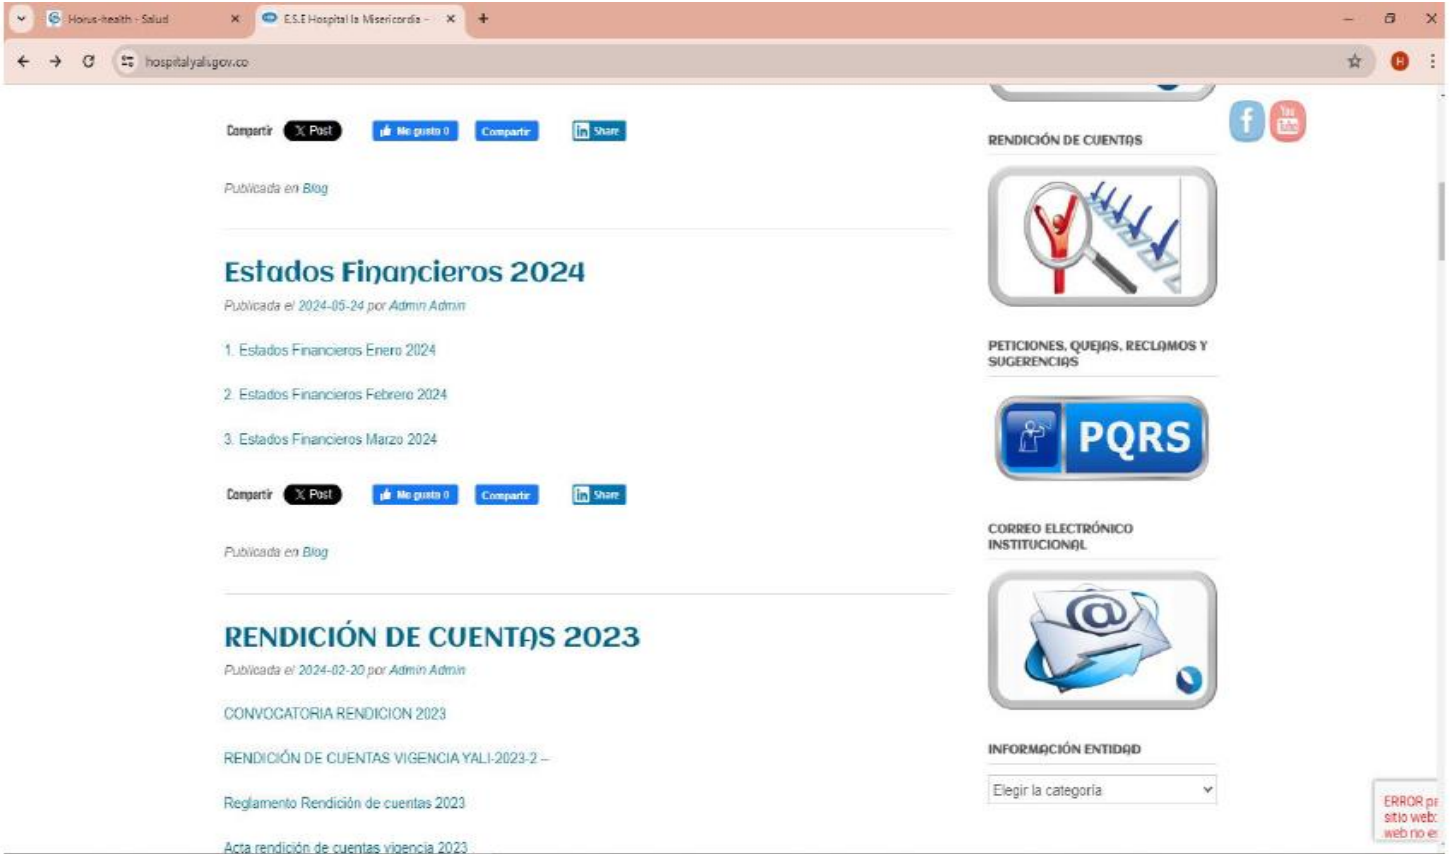 Horus-health - Salud
E.S.E Hospital la Misericordia –
hospitalyali.gov.co
H
Compartir
X Post
Me gusta 0
Compartir
in Share
Publicada en Blog
Estados Financieros 2024
Publicada el 2024-05-24 por Admin Admin
1. Estados Financieros Enero 2024
2. Estados Financieros Febrero 2024
3. Estados Financieros Marzo 2024
Compartir
X Post
Me gusta 0
Compartir
in Share
Publicada en Blog
RENDICIÓN DE CUENTAS 2023
Publicada el 2024-02-20 por Admin Admin
CONVOCATORIA RENDICION 2023
RENDICIÓN DE CUENTAS VIGENCIA YALI-2023-2 –
Reglamento Rendición de cuentas 2023
Acta rendición de cuentas vigencia 2023
f
You
Tube
RENDICIÓN DE CUENTAS
PETICIONES, QUEJAS, RECLAMOS Y
SUGERENCIAS
PQRS
CORREO ELECTRÓNICO
INSTITUCIONAL
@
INFORMACIÓN ENTIDAD
Elegir la categoría
ERROR
sitio web:
web no